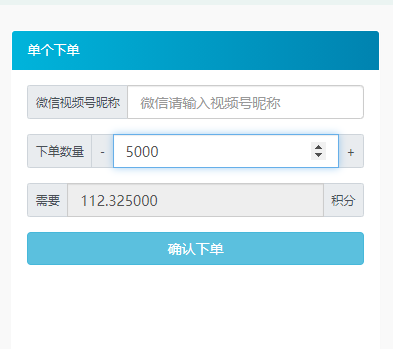 单个下单
微信视频号昵称 微信请输入视频号昵称
下单数量 - 5000 +
需要 112.325000 积分
确认下单